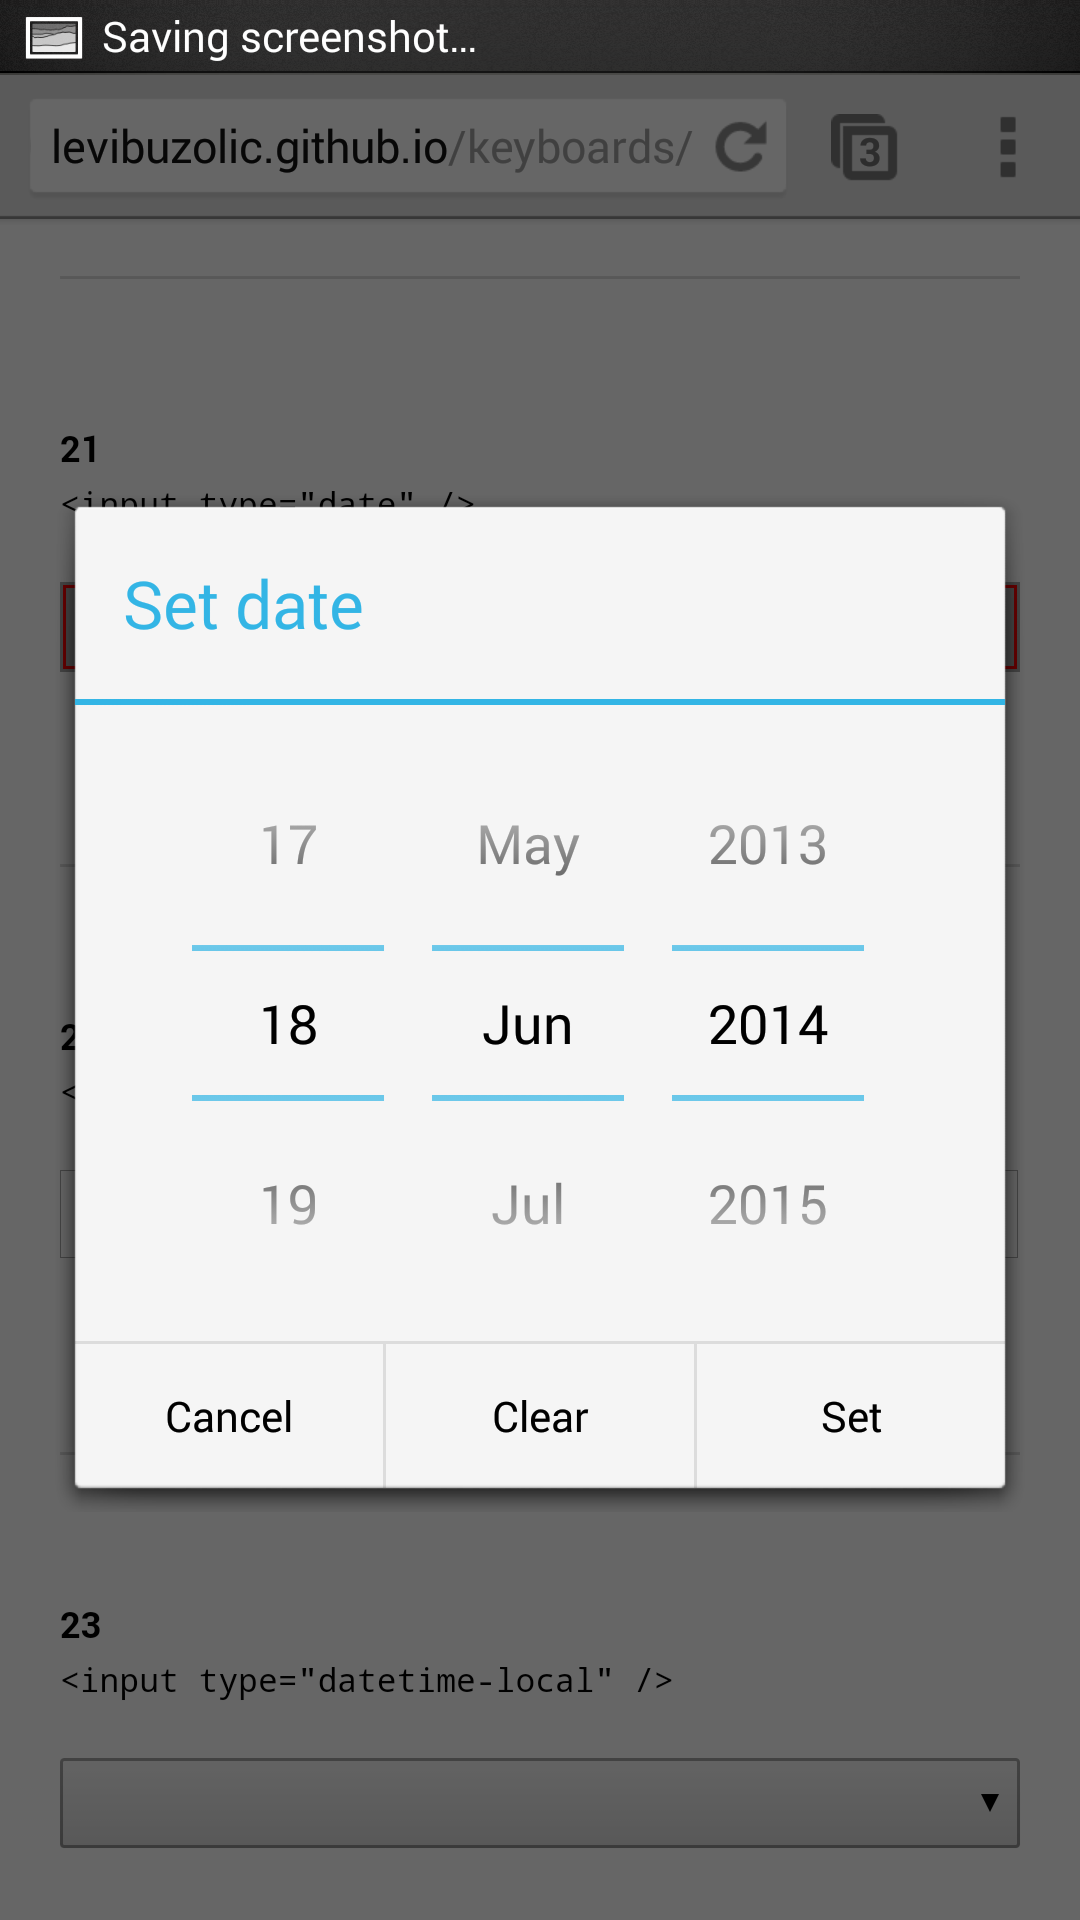 Saving screenshot...
levibuzolic.github.io/keyboards/
3
21
<input type="date" />
Set date
17 May 2013
18 Jun 2014
19 Jul 2015
Cancel Clear Set
23
<input type="datetime-local" />